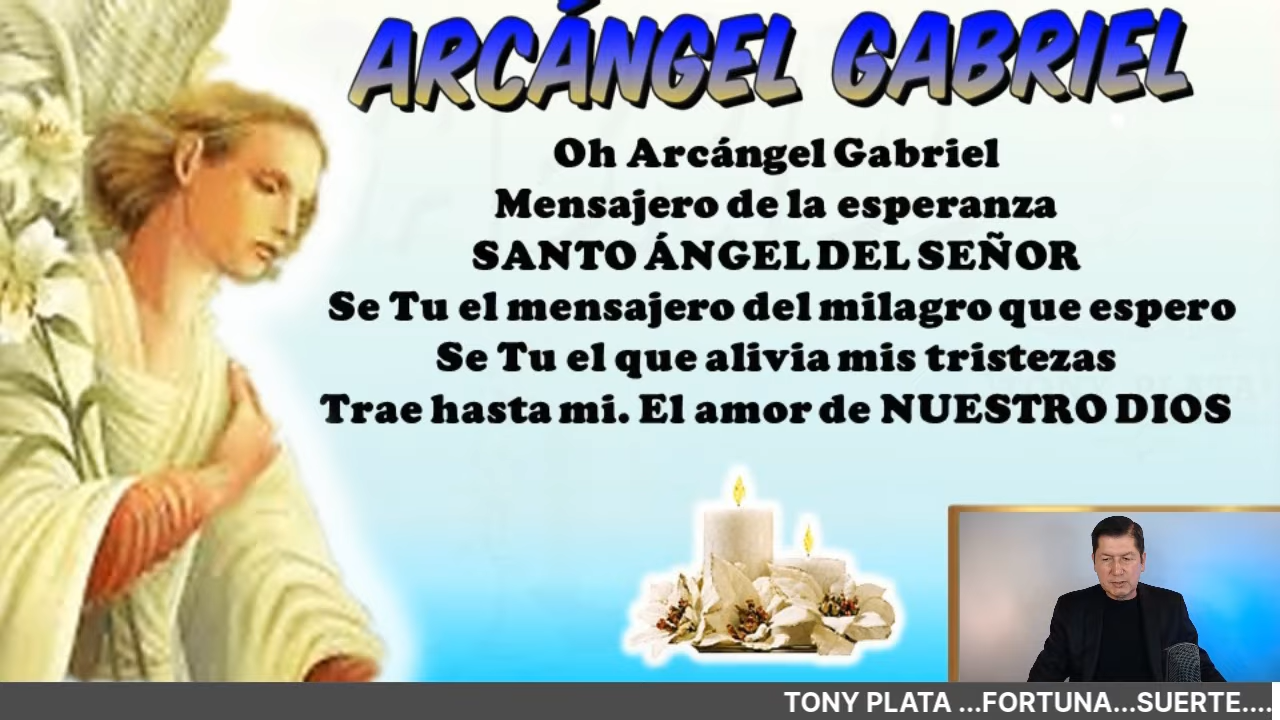 ARCÁNGEL GABRIEL
Oh Arcángel Gabriel
Mensajero de la esperanza
SANTO ÁNGEL DEL SEÑOR
Se Tu el mensajero del milagro que espero
Se Tu el que alivia mis tristezas
Trae hasta mi. El amor de NUESTRO DIOS
TONY PLATA
TONY PLATA ...FORTUNA...SUERTE....